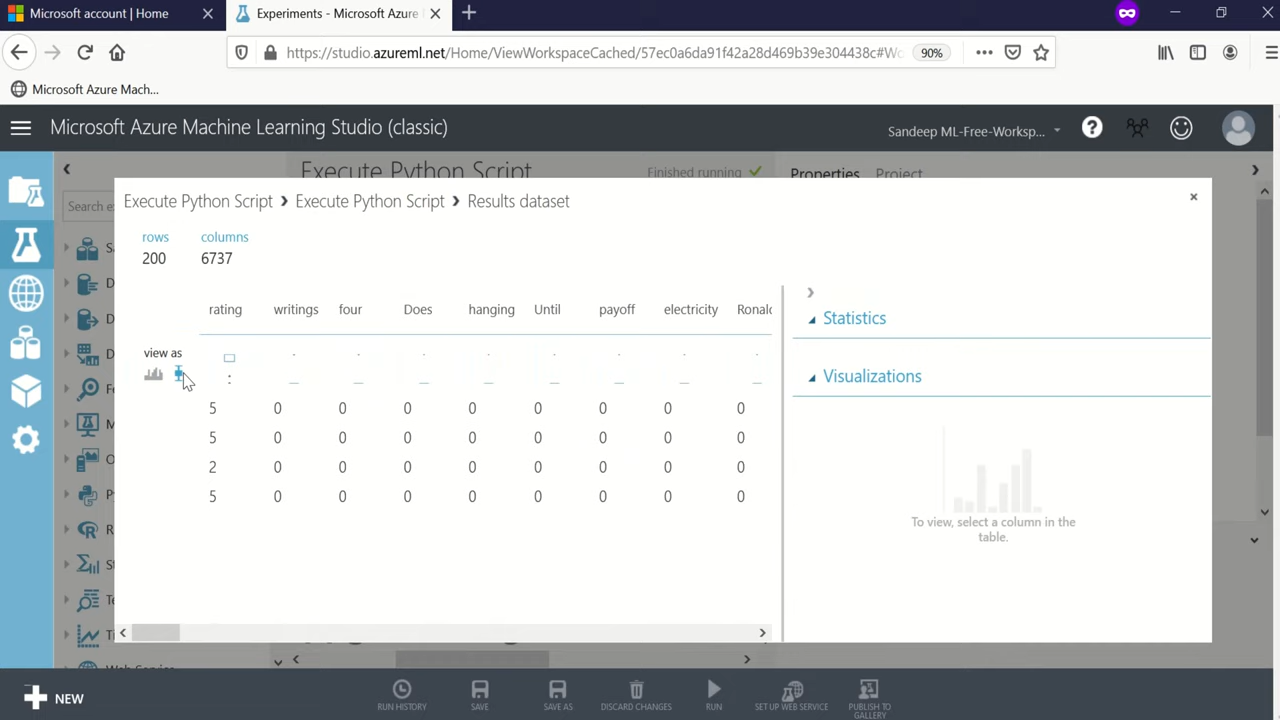 Microsoft account | Home
Experiments - Microsoft Azure
https://studio.azureml.net/Home/ViewWorkspaceCached/57ec0a6da91f42a28d469b39e304438c#Wo
90%
Microsoft Azure Mach...
Microsoft Azure Machine Learning Studio (classic)
Sandeep ML-Free-Worksp...
Execute Python Script
Finished running
Properties Project
Search e
Execute Python Script > Execute Python Script > Results dataset
rows columns
200 6737
rating writings four Does hanging Until payoff electricity Ronald
view as
5 0 0 0 0 0 0 0 0
5 0 0 0 0 0 0 0 0
2 0 0 0 0 0 0 0 0
5 0 0 0 0 0 0 0 0
Statistics
Visualizations
To view, select a column in the
table.
NEW
RUN HISTORY
SAVE
SAVE AS
DISCARD CHANGES
RUN
SET UP WEB SERVICE
PUBLISH TO
GALLERY